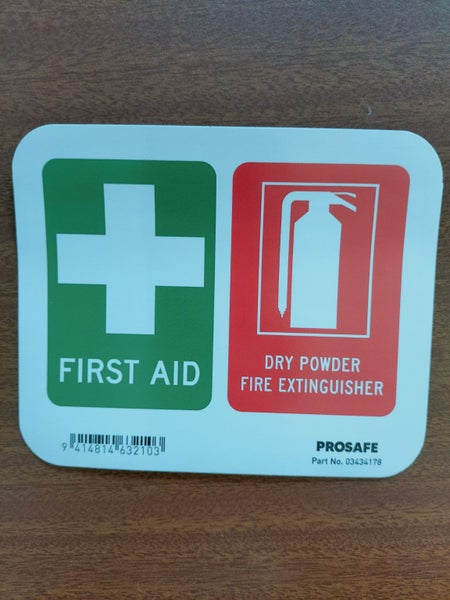 FIRST AID
DRY POWDER
FIRE EXTINGUISHER
9 414814 632103
PROSAFE
Part No. 03434178